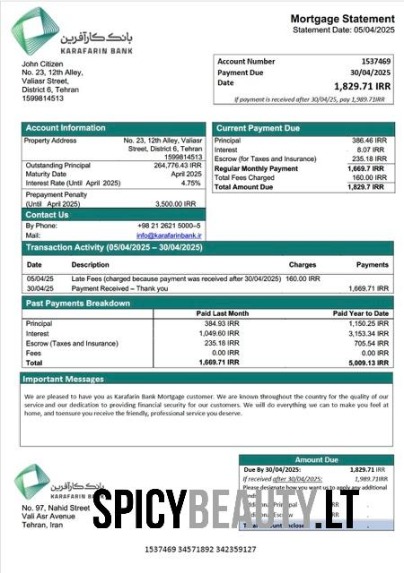 بانک کارآفرین
KARAFARIN BANK
Mortgage Statement
Statement Date: 05/04/2025
John Citizen
No. 23, 12th Alley,
Valiasr Street,
District 6, Tehran
1599814513
Account Number 1537469
Payment Due 30/04/2025
Date 1,829.71 IRR
If payment is received after 30/04/25, pay 1,989.71IRR
Account Information
Property Address No. 23, 12th Alley, Valiasr
Street, District 6, Tehran
1599814513
Outstanding Principal 264,776.43 IRR
Maturity Date April 2025
Interest Rate (Until April 2025) 4.75%
Prepayment Penalty
(Until April 2025) 3,500.00 IRR
Contact Us
By Phone: +98 21 2621 5000–5
Mail: info@karafarinbank.ir
Current Payment Due
Principal 386.46 IRR
Interest 8.07 IRR
Escrow (for Taxes and Insurance) 235.18 IRR
Regular Monthly Payment 1,669.7 IRR
Total Fees Charged 160.00 IRR
Total Amount Due 1,829.7 IRR
Transaction Activity (05/04/2025 – 30/04/2025)
Date Description Charges Payments
05/04/25 Late Fees (charged because payment was received after 30/04/2025) 160.00 IRR
30/04/25 Payment Received – Thank you 1,669.71 IRR
Past Payments Breakdown
Paid Last Month Paid Year to Date
Principal 384.93 IRR 1,150.25 IRR
Interest 1,049.60 IRR 3,153.34 IRR
Escrow (Taxes and Insurance) 235.18 IRR 705.54 IRR
Fees 0.00 IRR 0.00 IRR
Total 1,669.71 IRR 5,009.13 IRR
Important Messages
We are pleased to have you as Karafarin Bank Mortgage customer. We are known throughout the country for the quality of our
service and our dedication to providing financial security for our customers. We will do everything we can to make you feel at
home, and toensure you receive the friendly, professional service you deserve.
بانک کارآفرین
KARAFARIN BANK
No. 97, Nahid Street
Vali Asr Avenue
Tehran, Iran
Amount Due
Due By 30/04/2025: 1,829.71 IRR
If received after 30/04/2025: 1,989.71IRR
Please designate how you want us to apply any additional
SPICYBEAUTY.LT
1537469 34571892 342359127